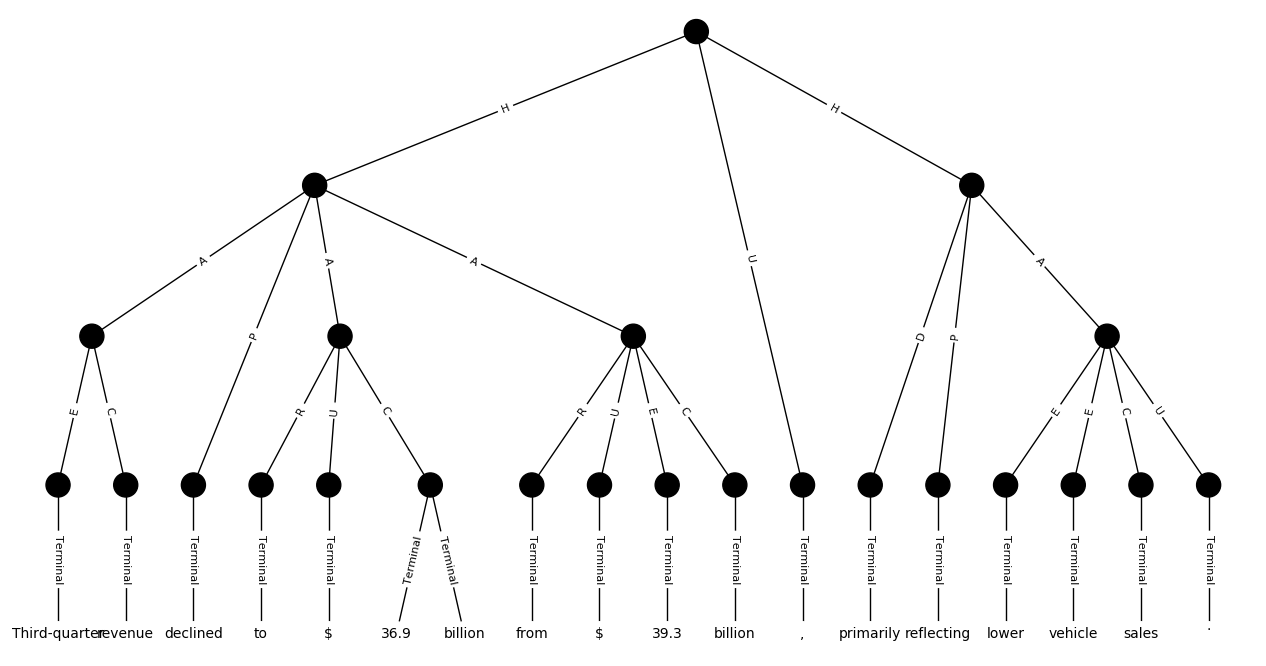 H H
U
A A A A
P D P
E C R U C R U E C E E C U
Terminal Terminal Terminal Terminal Terminal Terminal Terminal Terminal Terminal Terminal Terminal Terminal Terminal Terminal Terminal Terminal Terminal Terminal
Third-quarter revenue declined to $ 36.9 billion from $ 39.3 billion , primarily reflecting lower vehicle sales .